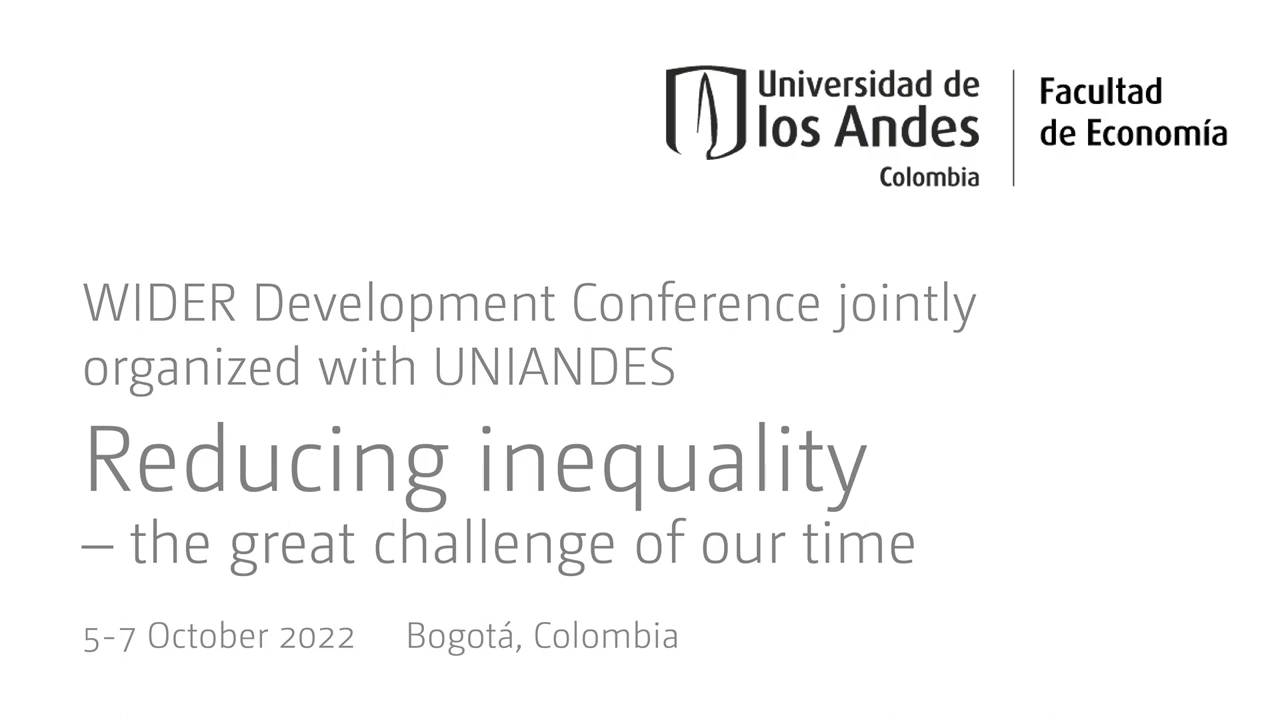 Universidad de
los Andes
Colombia
Facultad
de Economía
WIDER Development Conference jointly
organized with UNIANDES
Reducing inequality
– the great challenge of our time
5-7 October 2022 Bogotá, Colombia